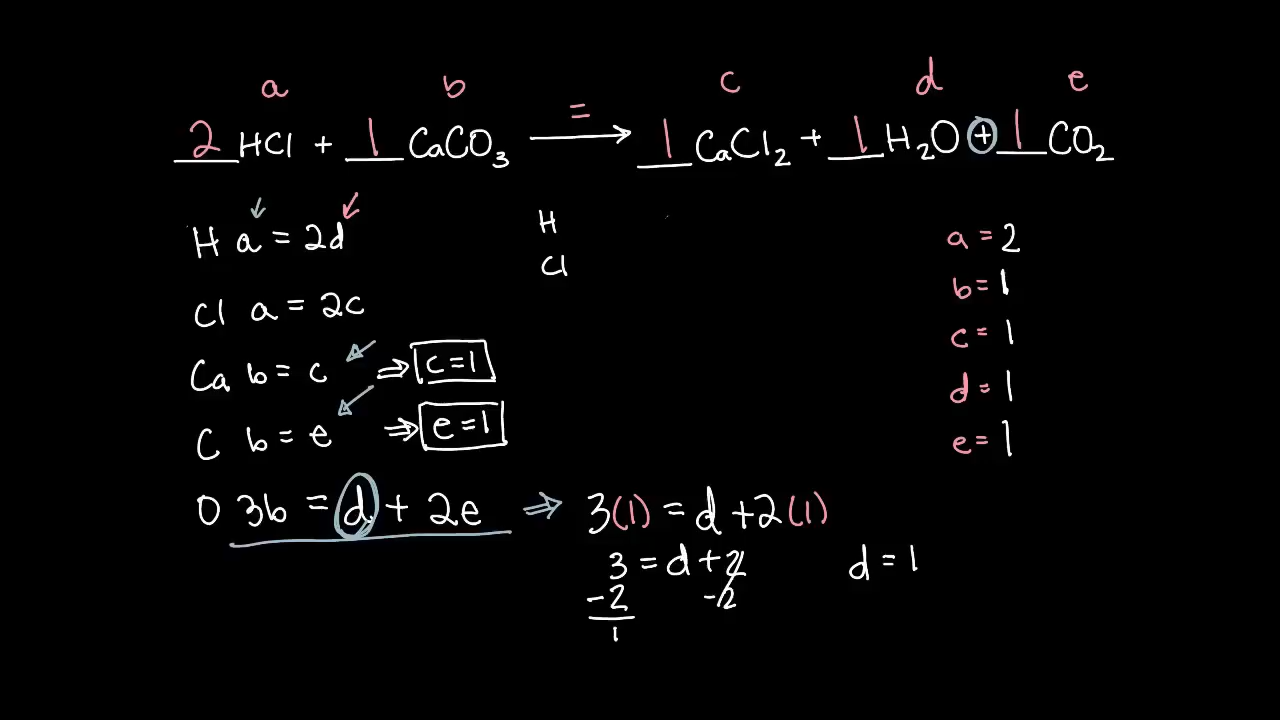 a b c d e
2 HCl + 1 CaCO₃ = → 1 CaCl₂ + 1 H₂O + 1 CO₂
H a = 2d
H
a = 2
Cl a = 2c
Cl
b = 1
Ca b = c ⇒ c = 1
c = 1
d = 1
C b = e ⇒ e = 1
e = 1
O 3b = d + 2e ⇒ 3(1) = d + 2(1)
3 = d + 2 d = 1
-2 -2
1